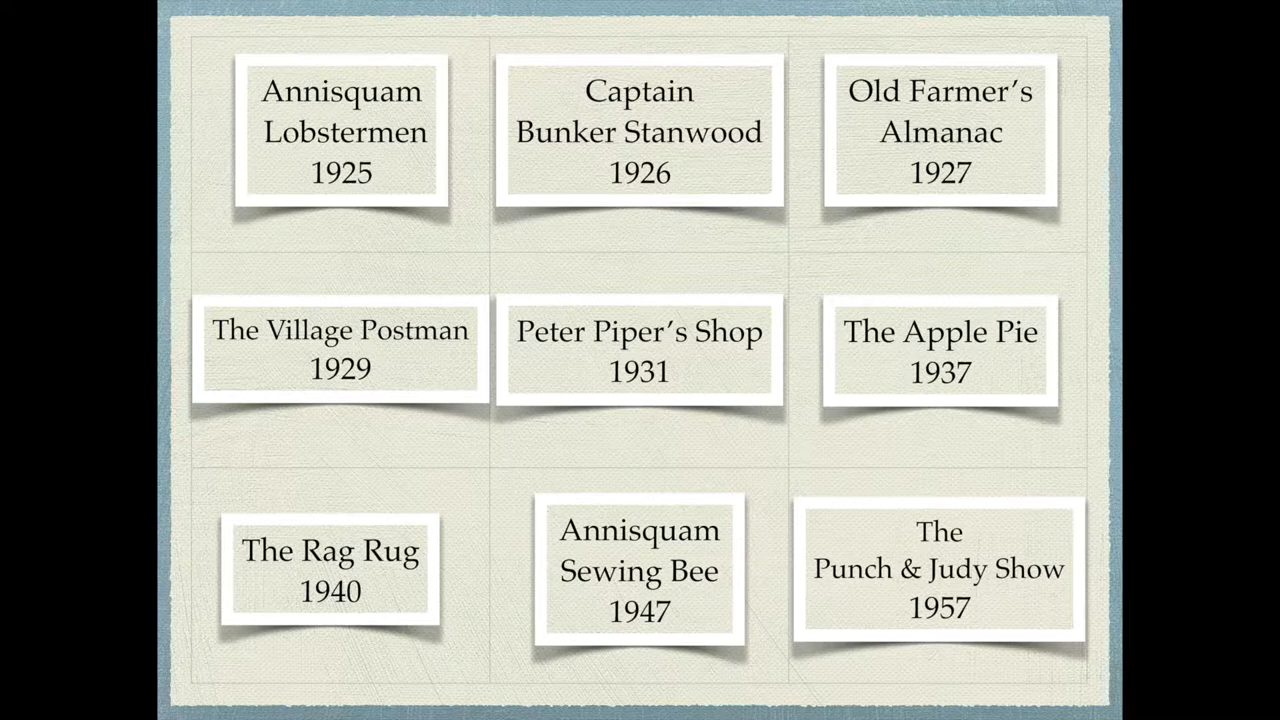 Annisquam
Lobstermen
1925
Captain
Bunker Stanwood
1926
Old Farmer’s
Almanac
1927
The Village Postman
1929
Peter Piper’s Shop
1931
The Apple Pie
1937
The Rag Rug
1940
Annisquam
Sewing Bee
1947
The
Punch & Judy Show
1957